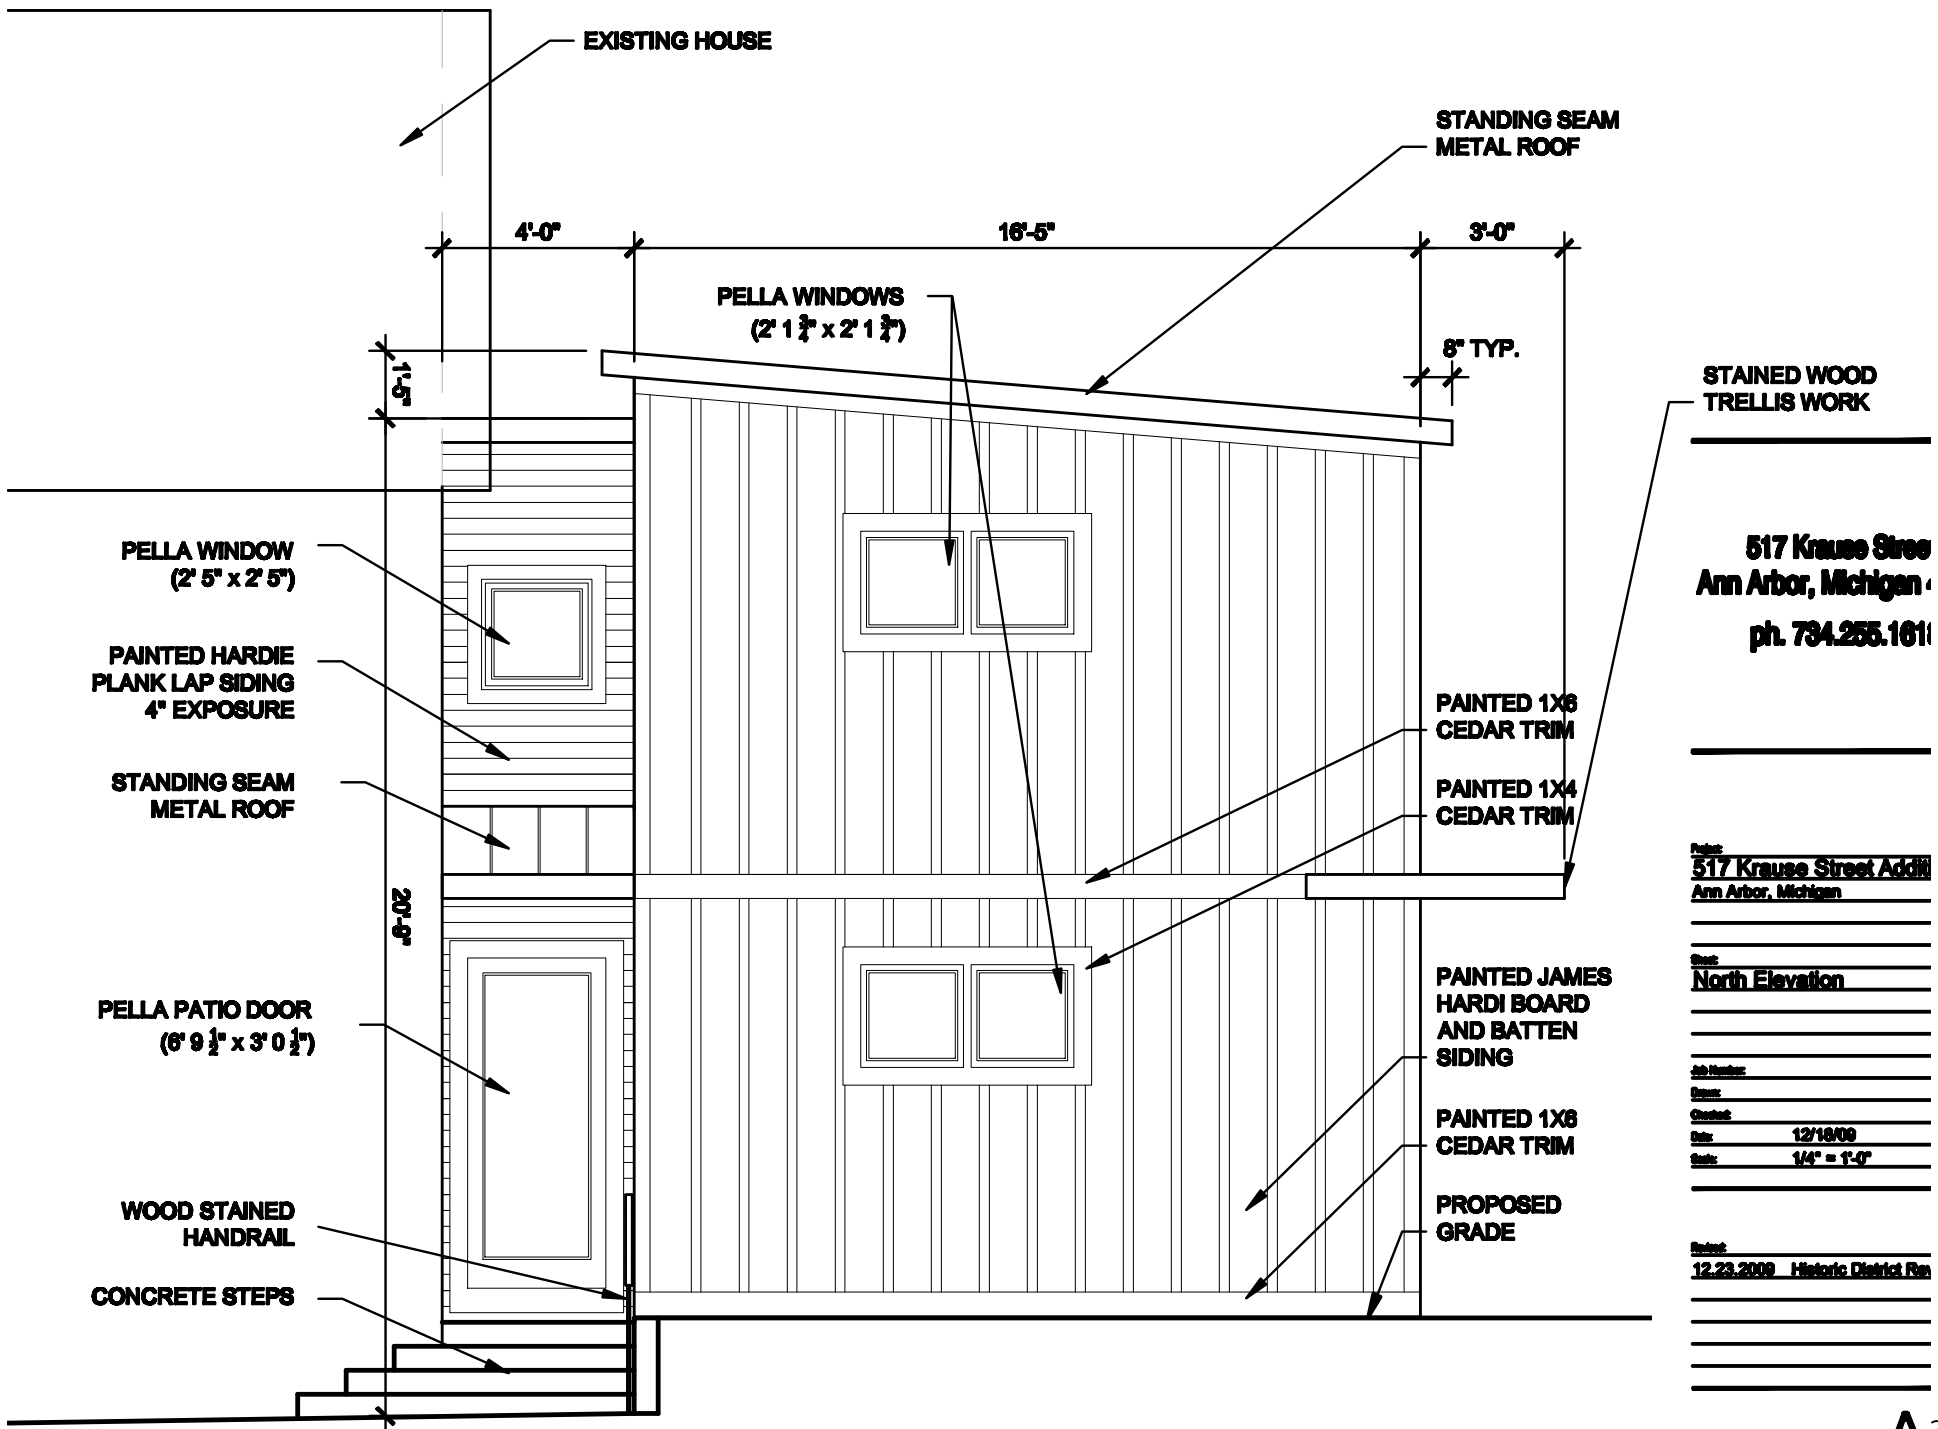 EXISTING HOUSE
STANDING SEAM
METAL ROOF
4'-0"
16'-5"
3'-0"
PELLA WINDOWS
(2' 1 3/4" x 2' 1 3/4")
8" TYP.
1'-5"
STAINED WOOD
TRELLIS WORK
517 Krause Stree
Ann Arbor, Michigan
ph. 734.255.1618
PELLA WINDOW
(2' 5" x 2' 5")
PAINTED HARDIE
PLANK LAP SIDING
4" EXPOSURE
STANDING SEAM
METAL ROOF
PAINTED 1X6
CEDAR TRIM
PAINTED 1X4
CEDAR TRIM
20'-9"
PELLA PATIO DOOR
(6' 9 1/2" x 3' 0 1/2")
PAINTED JAMES
HARDI BOARD
AND BATTEN
SIDING
PAINTED 1X6
CEDAR TRIM
PROPOSED
GRADE
WOOD STAINED
HANDRAIL
CONCRETE STEPS
Project:
517 Krause Street Addit
Ann Arbor, Michigan
Sheet:
North Elevation
Job Number:
Drawn:
Checked:
Date: 12/18/09
Scale: 1/4" = 1'-0"
Revised:
12.23.2009 Historic District Rev
A